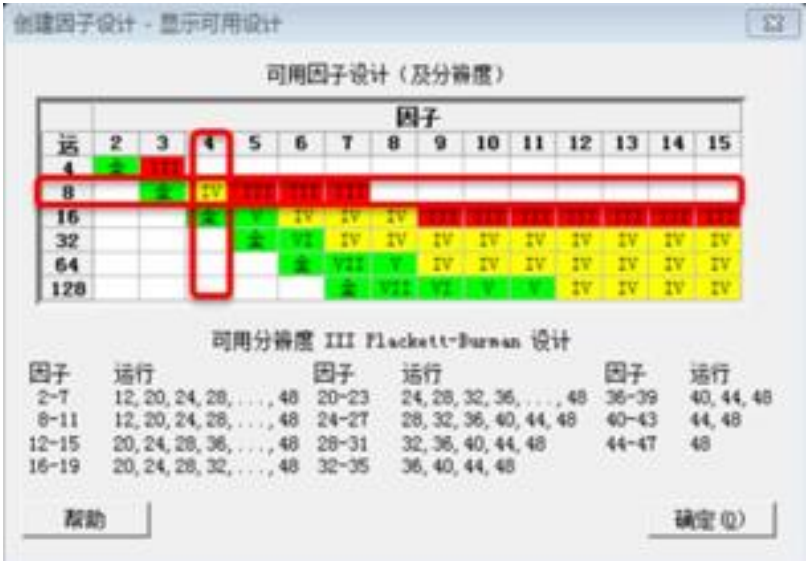 创建因子设计 - 显示可用设计
可用因子设计（及分辨度）
因子
运 2 3 4 5 6 7 8 9 10 11 12 13 14 15
4 全 III
8 全 IV III III III
16 全 V IV IV IV III III III III III III III
32 全 VI IV IV IV IV IV IV IV IV IV
64 全 VII V IV IV IV IV IV IV IV
128 全 VII VI V V IV IV IV IV
可用分辨度 III Plackett-Burman 设计
因子 运行 因子 运行 因子 运行
2-7 12,20,24,28,...,48 20-23 24,28,32,36,...,48 36-39 40,44,48
8-11 12,20,24,28,...,48 24-27 28,32,36,40,44,48 40-43 44,48
12-15 20,24,28,36,...,48 28-31 32,36,40,44,48 44-47 48
16-19 20,24,28,32,...,48 32-35 36,40,44,48
帮助 确定(O)